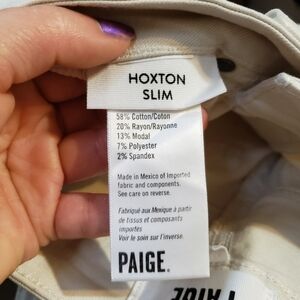 HOXTON
SLIM
58% Cotton/Coton
20% Rayon/Rayonne
13% Modal
7% Polyester
2% Spandex
Made in Mexico of Imported
fabric and components.
See care on reverse.
Fabriqué aux Mexique à partir
de tissus et composants
importés
Voir le soin sur l'inverse.
PAIGE.